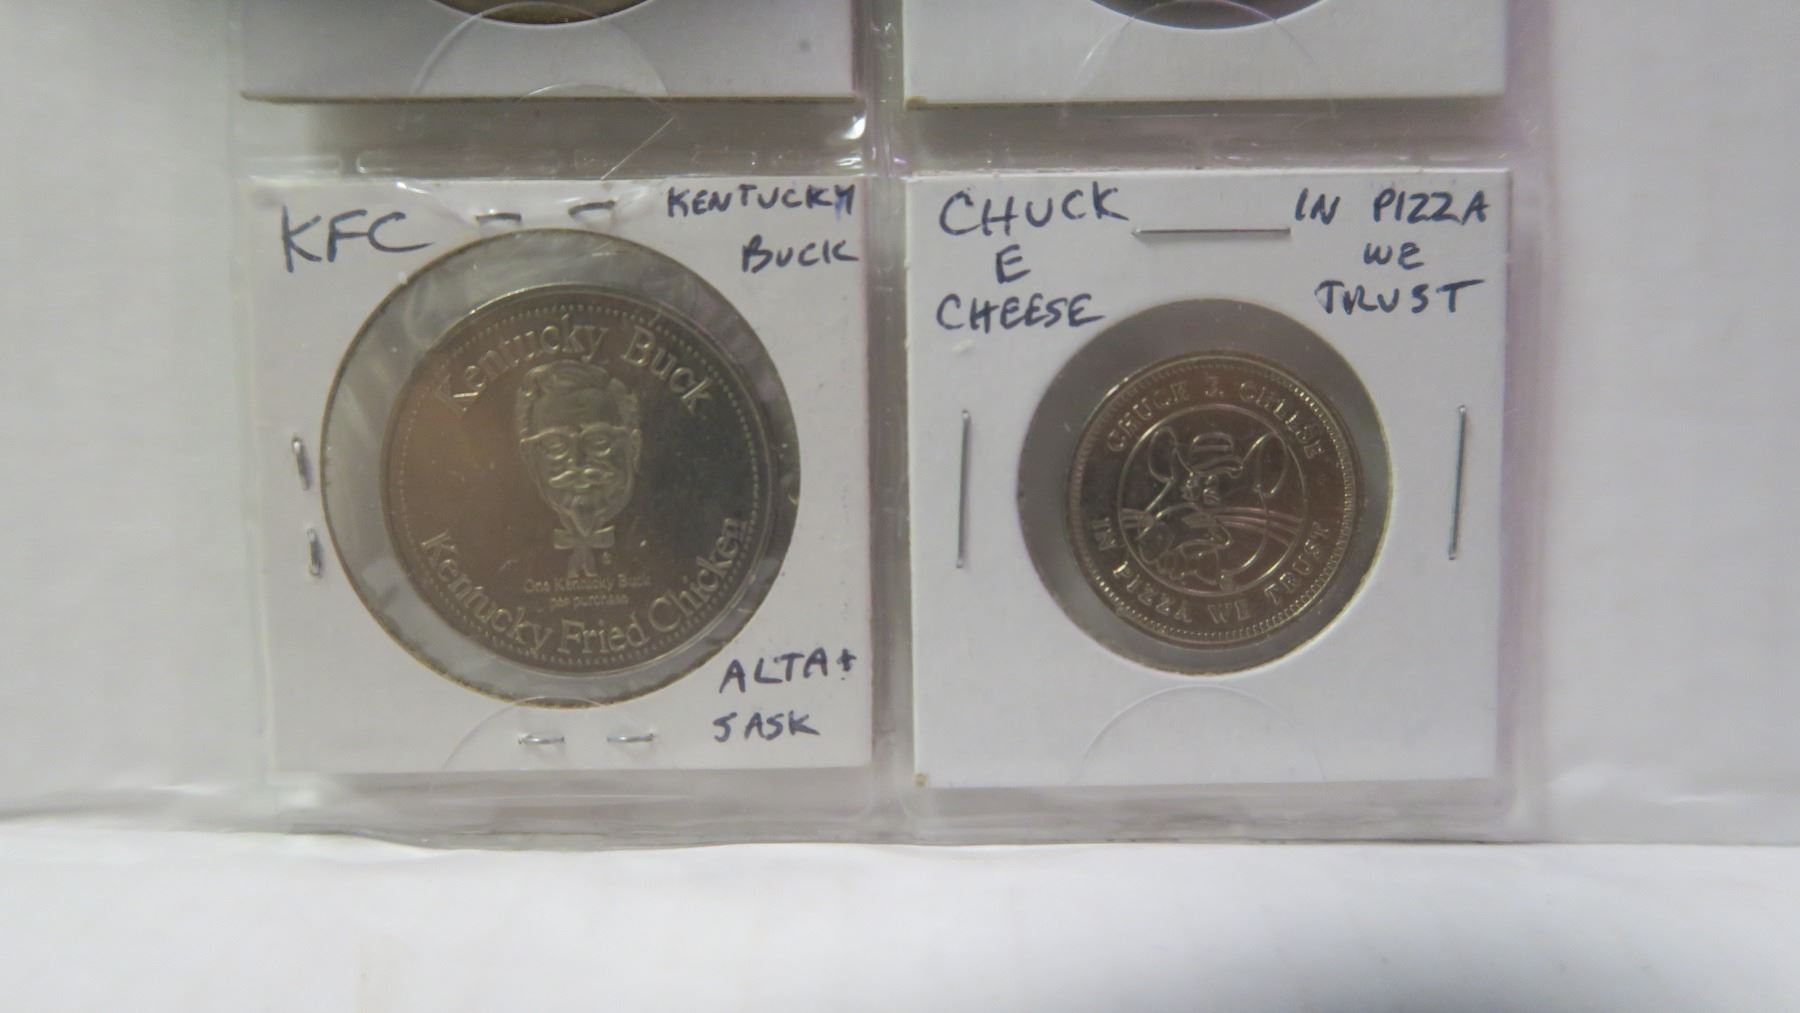 KFC
KENTUCKY
BUCK
Kentucky Buck
One Kentucky Buck
per purchase
Kentucky Fried Chicken
ALTA+
SASK
CHUCK
E
CHEESE
IN PIZZA
WE
TRUST
CHUCK E. CHEESE
IN PIZZA WE TRUST